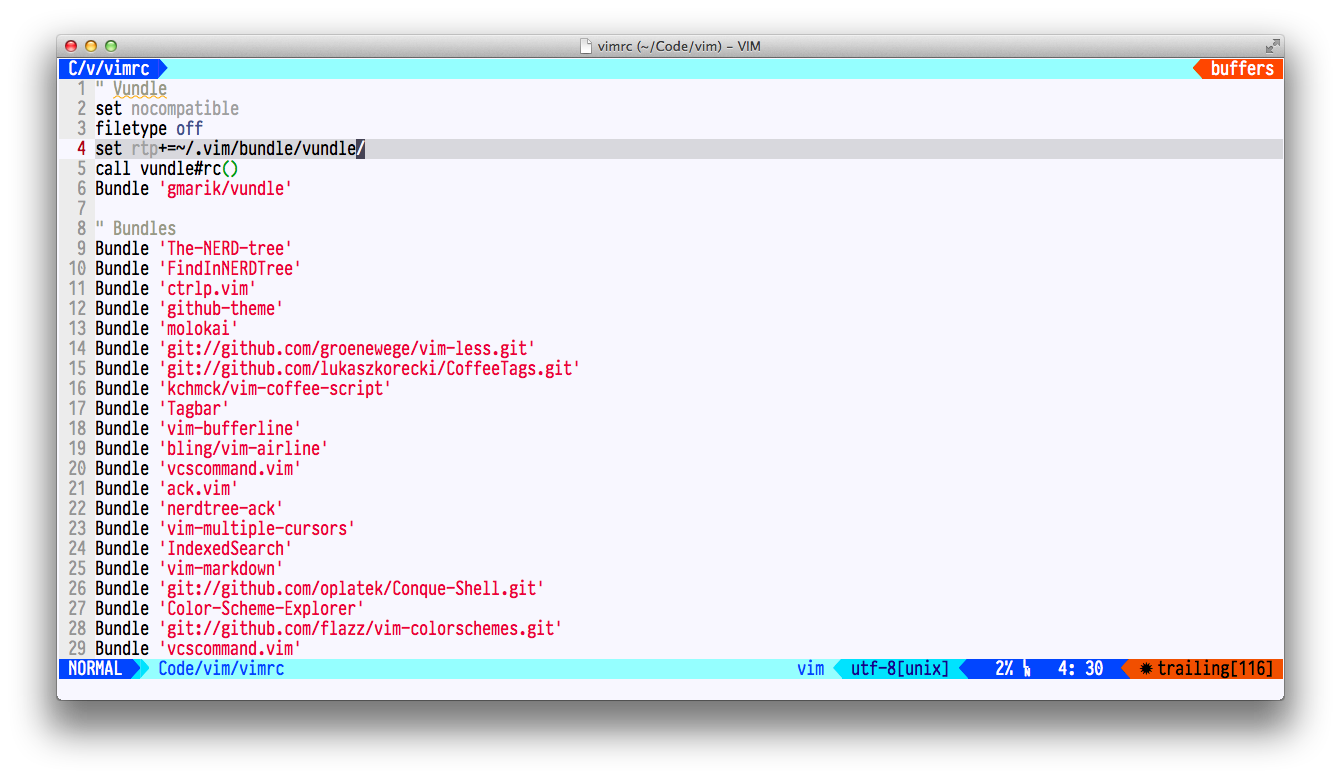 vimrc (~/Code/vim) – VIM
C/v/vimrc buffers
1 " Vundle
2 set nocompatible
3 filetype off
4 set rtp+=~/.vim/bundle/vundle/
5 call vundle#rc()
6 Bundle 'gmarik/vundle'
7
8 " Bundles
9 Bundle 'The-NERD-tree'
10 Bundle 'FindInNERDTree'
11 Bundle 'ctrlp.vim'
12 Bundle 'github-theme'
13 Bundle 'molokai'
14 Bundle 'git://github.com/groenewege/vim-less.git'
15 Bundle 'git://github.com/lukaszkorecki/CoffeeTags.git'
16 Bundle 'kchmck/vim-coffee-script'
17 Bundle 'Tagbar'
18 Bundle 'vim-bufferline'
19 Bundle 'bling/vim-airline'
20 Bundle 'vcscommand.vim'
21 Bundle 'ack.vim'
22 Bundle 'nerdtree-ack'
23 Bundle 'vim-multiple-cursors'
24 Bundle 'IndexedSearch'
25 Bundle 'vim-markdown'
26 Bundle 'git://github.com/oplatek/Conque-Shell.git'
27 Bundle 'Color-Scheme-Explorer'
28 Bundle 'git://github.com/flazz/vim-colorschemes.git'
29 Bundle 'vcscommand.vim'
NORMAL Code/vim/vimrc vim utf-8[unix] 2% ␤ 4: 30 ✹ trailing[116]